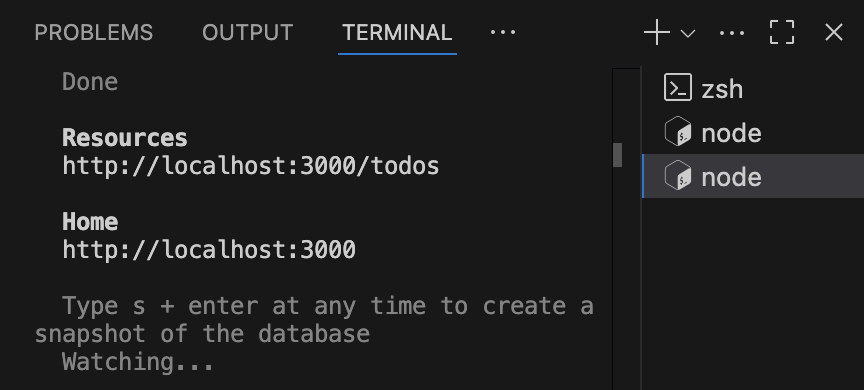 PROBLEMS OUTPUT TERMINAL
Done
Resources
http://localhost:3000/todos
Home
http://localhost:3000
Type s + enter at any time to create a
snapshot of the database
Watching...
zsh
node
node